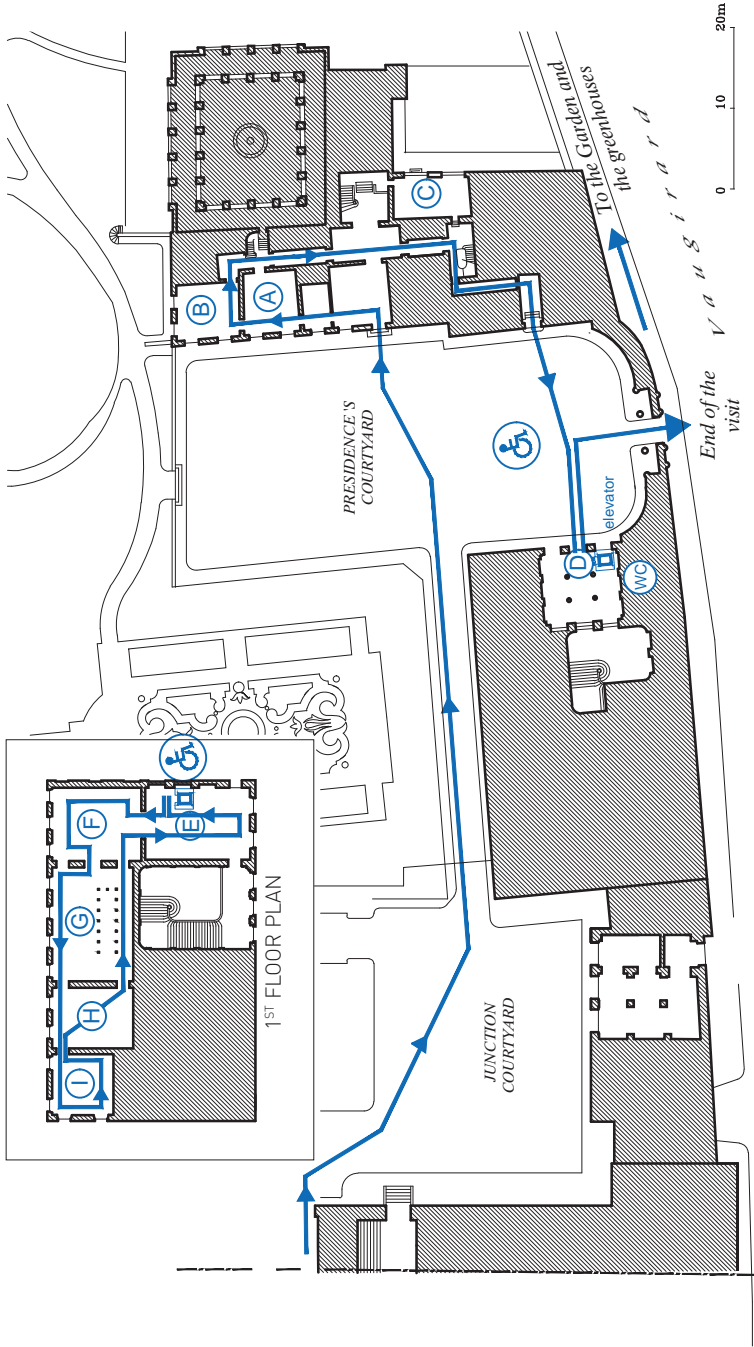 I
H
G
F
E
1ST FLOOR PLAN
B
A
C
PRESIDENCE'S
COURTYARD
JUNCTION
COURTYARD
D
elevator
WC
To the Garden and
the greenhouses
Vaugirard
End of the
visit
0
10
20m